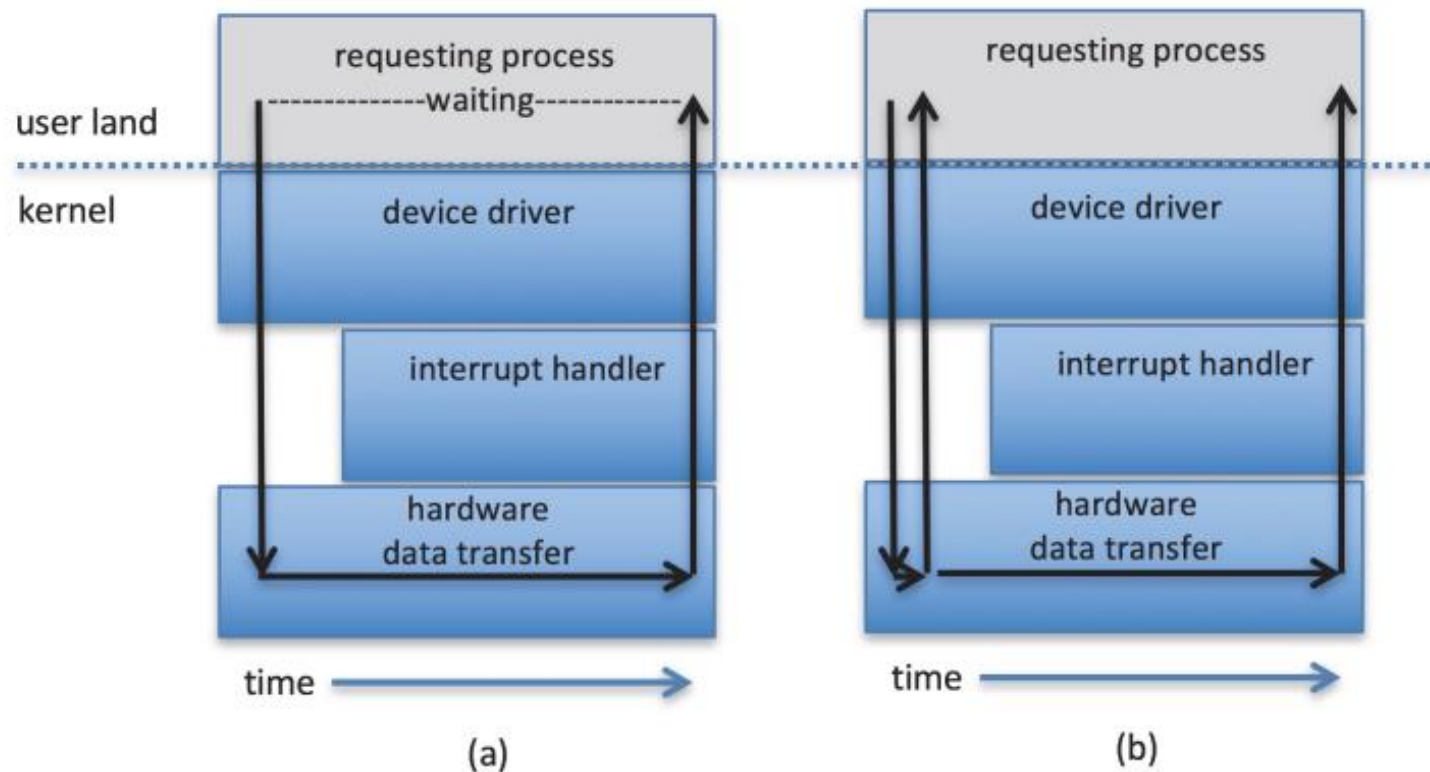 requesting process
waiting
user land
kernel
device driver
interrupt handler
hardware
data transfer
time
(a)
requesting process
device driver
interrupt handler
hardware
data transfer
time
(b)